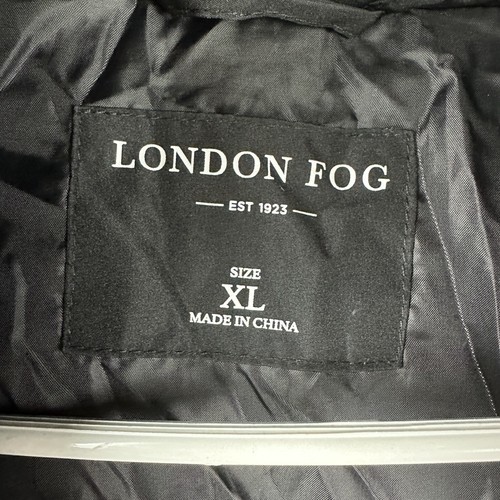 LONDON FOG
— EST 1923 —
SIZE
XL
MADE IN CHINA